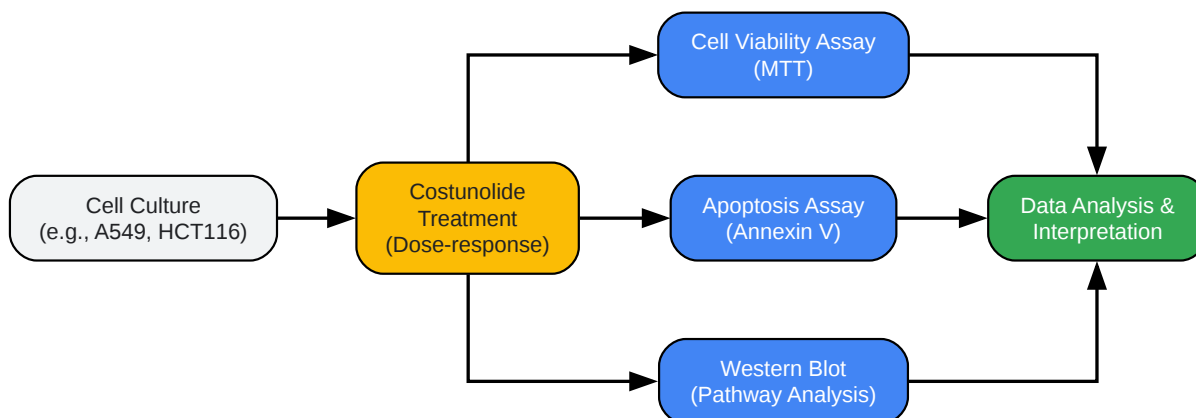 Cell Culture
(e.g., A549, HCT116)
Costunolide
Treatment
(Dose-response)
Cell Viability Assay
(MTT)
Apoptosis Assay
(Annexin V)
Western Blot
(Pathway Analysis)
Data Analysis &
Interpretation